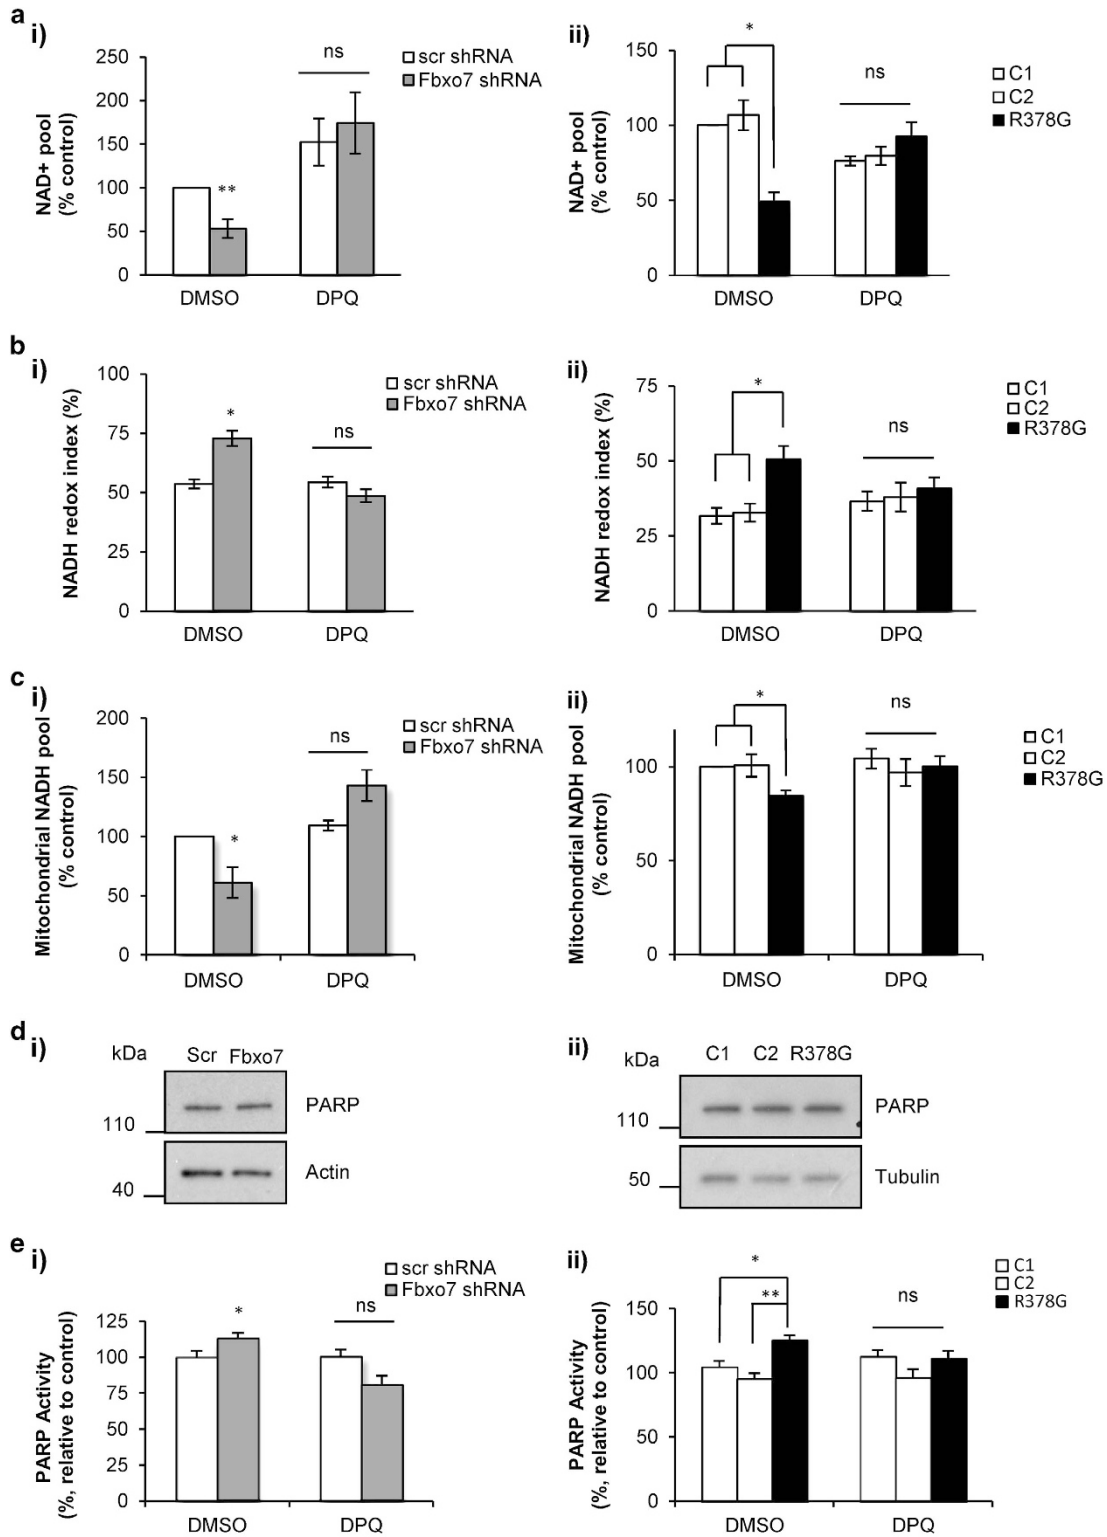 a
i)
NAD+ pool
(% control)
250
200
150
100
50
0
**
ns
DMSO
DPQ
scr shRNA
Fbxo7 shRNA
ii)
NAD+ pool
(% control)
150
100
50
0
*
ns
DMSO
DPQ
C1
C2
R378G
b
i)
NADH redox index (%)
100
75
50
25
0
*
ns
DMSO
DPQ
scr shRNA
Fbxo7 shRNA
ii)
NADH redox index (%)
75
50
25
0
*
ns
DMSO
DPQ
C1
C2
R378G
c
i)
Mitochondrial NADH pool
(% control)
200
150
100
50
0
*
ns
DMSO
DPQ
scr shRNA
Fbxo7 shRNA
ii)
Mitochondrial NADH pool
(% control)
100
50
0
*
ns
DMSO
DPQ
C1
C2
R378G
d
i)
kDa
Scr Fbxo7
110
PARP
40
Actin
ii)
kDa
C1 C2 R378G
110
PARP
50
Tubulin
e
i)
PARP Activity
(%, relative to control)
125
100
75
50
25
0
*
ns
DMSO
DPQ
scr shRNA
Fbxo7 shRNA
ii)
PARP Activity
(%, relative to control)
150
100
50
0
*
**
ns
DMSO
DPQ
C1
C2
R378G